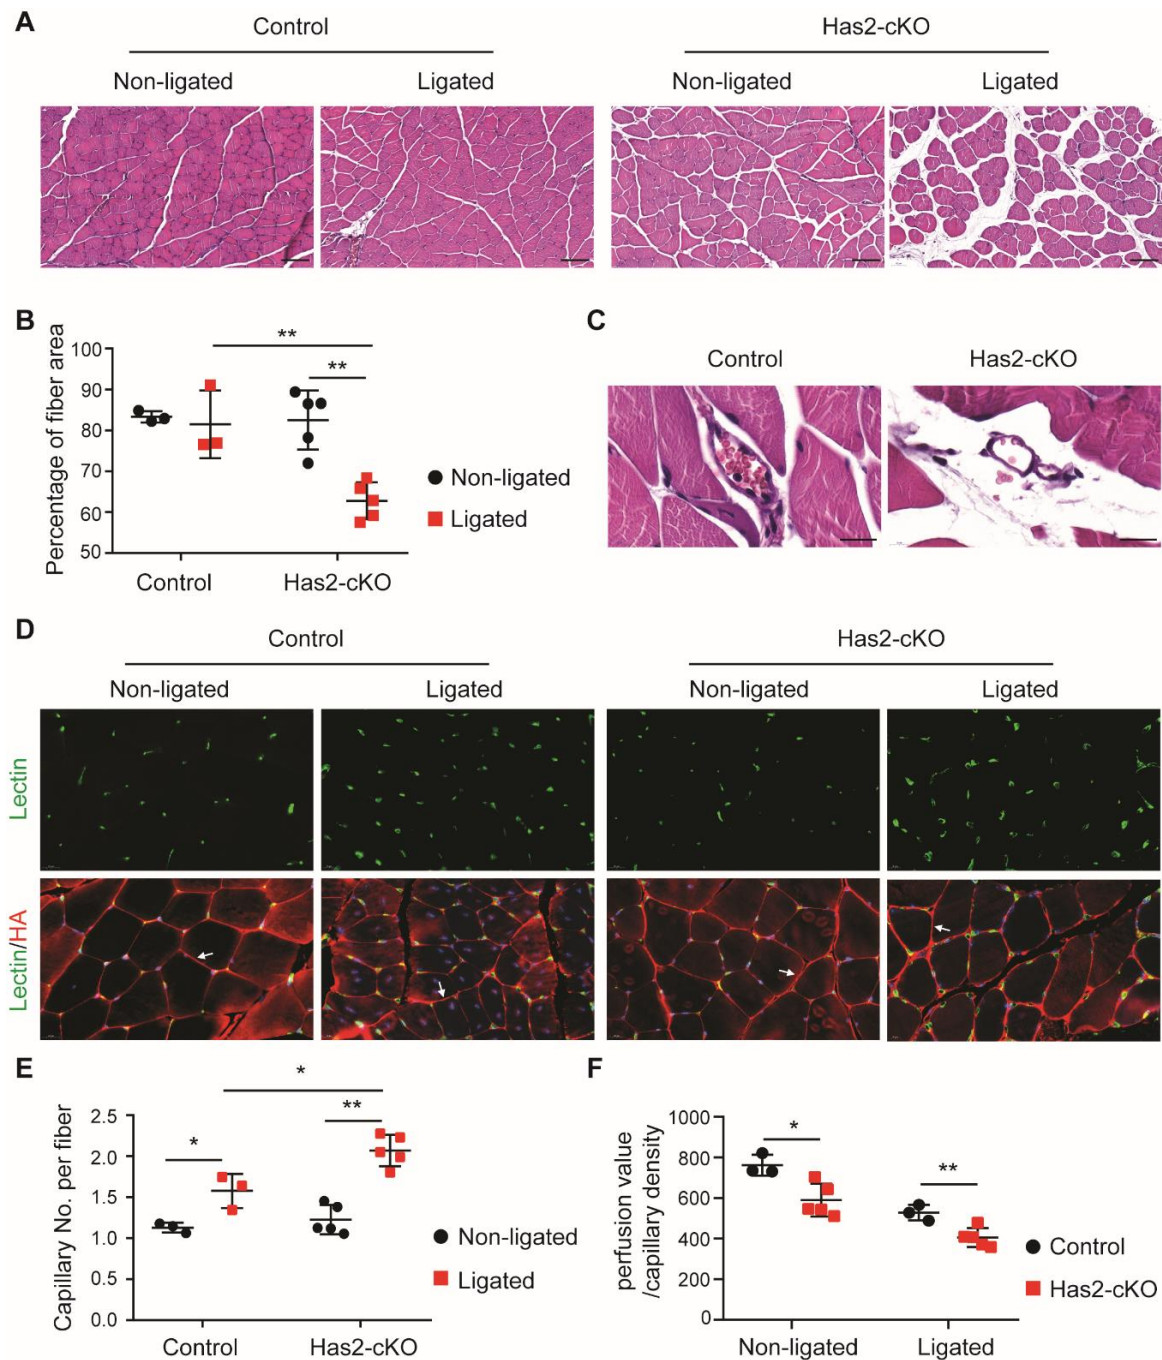 A
Control
Has2-cKO
Non-ligated
Ligated
Non-ligated
Ligated
B
**
**
Percentage of fiber area
100
90
80
70
60
50
Control
Has2-cKO
Non-ligated
Ligated
C
Control
Has2-cKO
D
Control
Has2-cKO
Non-ligated
Ligated
Non-ligated
Ligated
Lectin
Lectin/HA
E
*
*
**
Capillary No. per fiber
2.5
2.0
1.5
1.0
0.5
0.0
Control
Has2-cKO
Non-ligated
Ligated
F
*
**
perfusion value
/capillary density
1000
800
600
400
200
0
Non-ligated
Ligated
Control
Has2-cKO